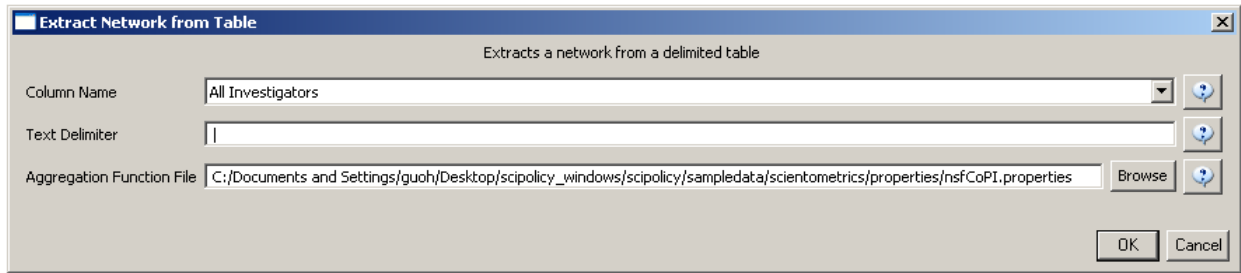 Extract Network from Table
Extracts a network from a delimited table
Column Name All Investigators
Text Delimiter |
Aggregation Function File C:/Documents and Settings/guoh/Desktop/scipolicy_windows/scipolicy/sampledata/scientometrics/properties/nsfCoPI.properties Browse
OK Cancel